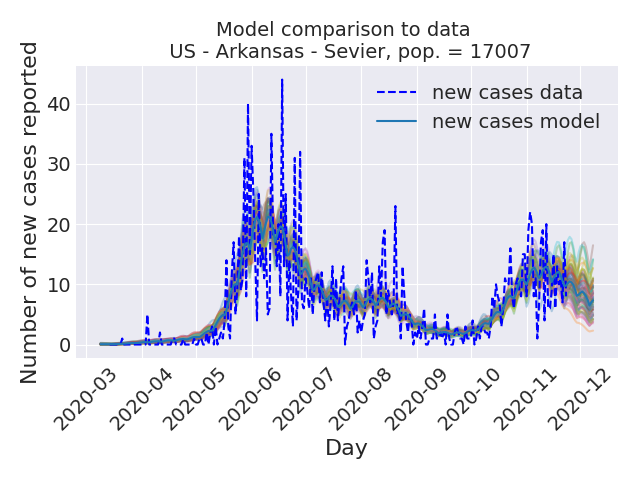 Model comparison to data
US - Arkansas - Sevier, pop. = 17007
Number of new cases reported
40
30
20
10
0
new cases data
new cases model
2020-03
2020-04
2020-05
2020-06
2020-07
2020-08
2020-09
2020-10
2020-11
2020-12
Day